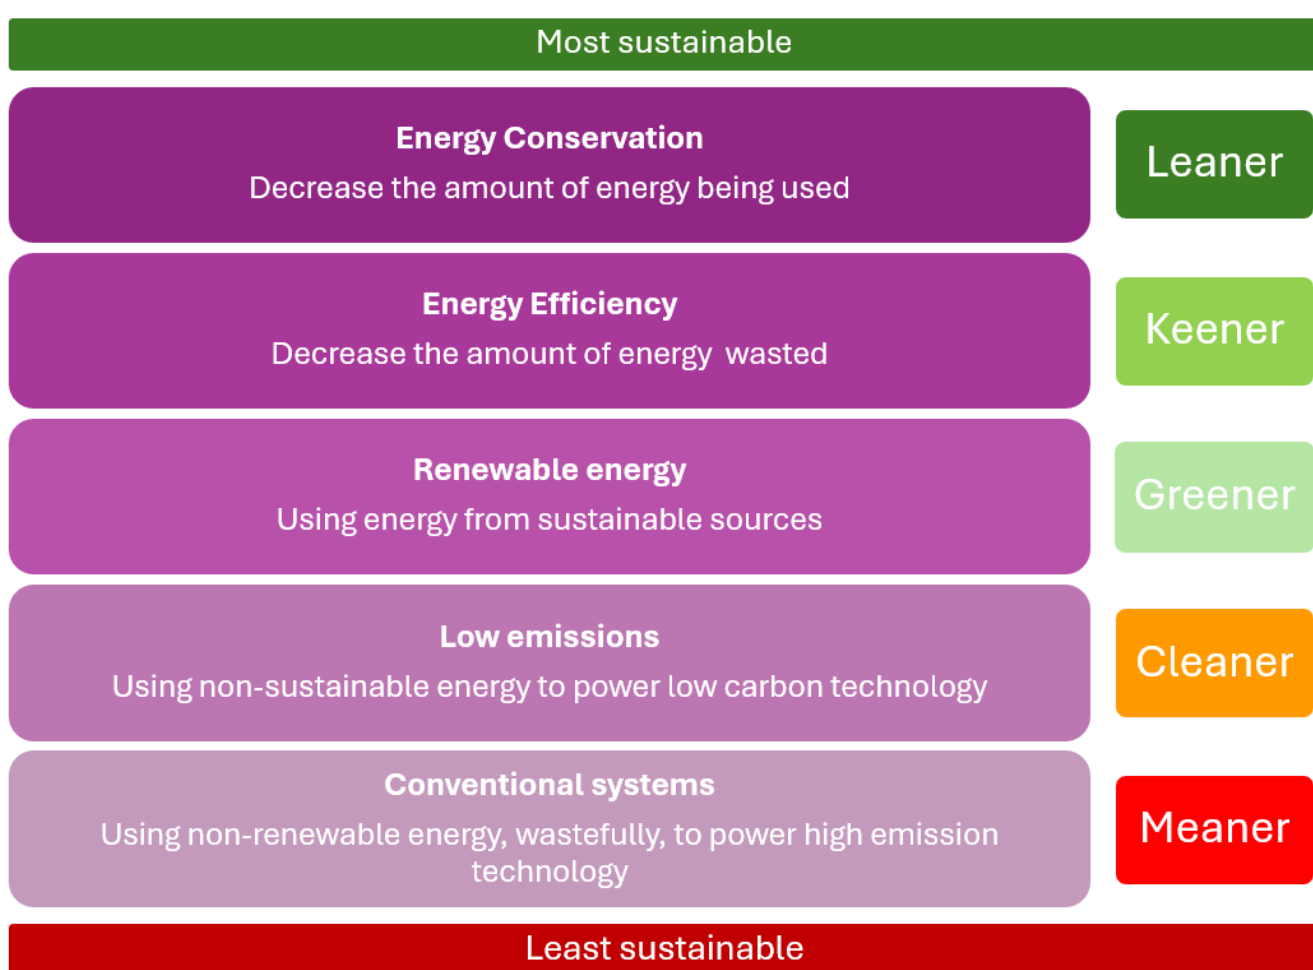 Most sustainable
Energy Conservation
Decrease the amount of energy being used
Leaner
Energy Efficiency
Decrease the amount of energy  wasted
Keener
Renewable energy
Using energy from sustainable sources
Greener
Low emissions
Using non-sustainable energy to power low carbon technology
Cleaner
Conventional systems
Using non-renewable energy, wastefully, to power high emission
technology
Meaner
Least sustainable